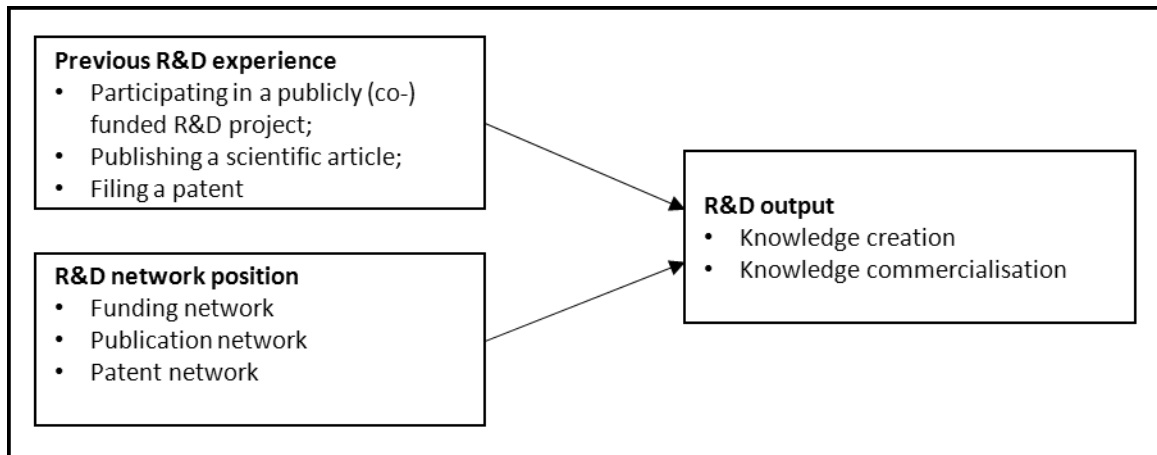 Previous R&D experience
• Participating in a publicly (co-)
funded R&D project;
• Publishing a scientific article;
• Filing a patent
R&D network position
• Funding network
• Publication network
• Patent network
R&D output
• Knowledge creation
• Knowledge commercialisation